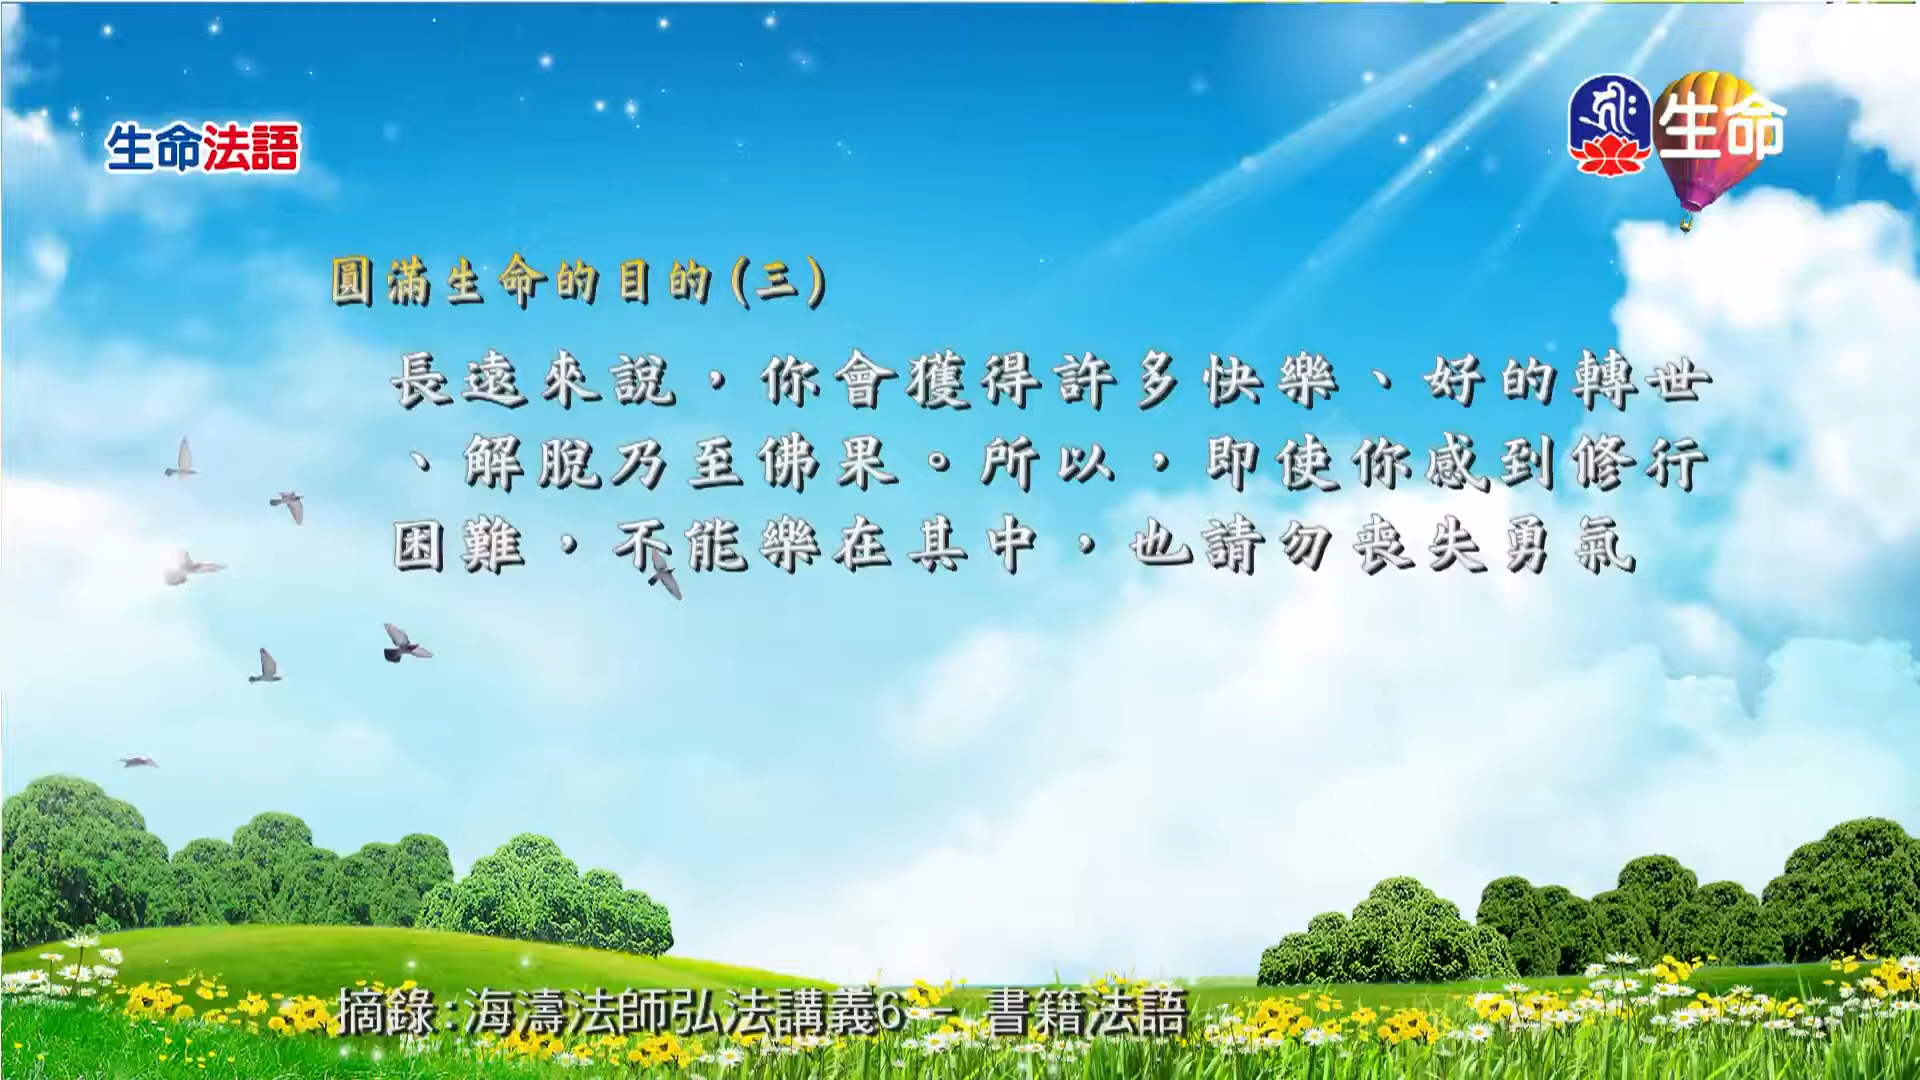 生命法語
生命
圓滿生命的目的(三)
長遠來說，你會獲得許多快樂、好的轉世
、解脫乃至佛果。所以，即使你感到修行
困難，不能樂在其中，也請勿喪失勇氣
摘錄:海濤法師弘法講義6 - 書籍法語